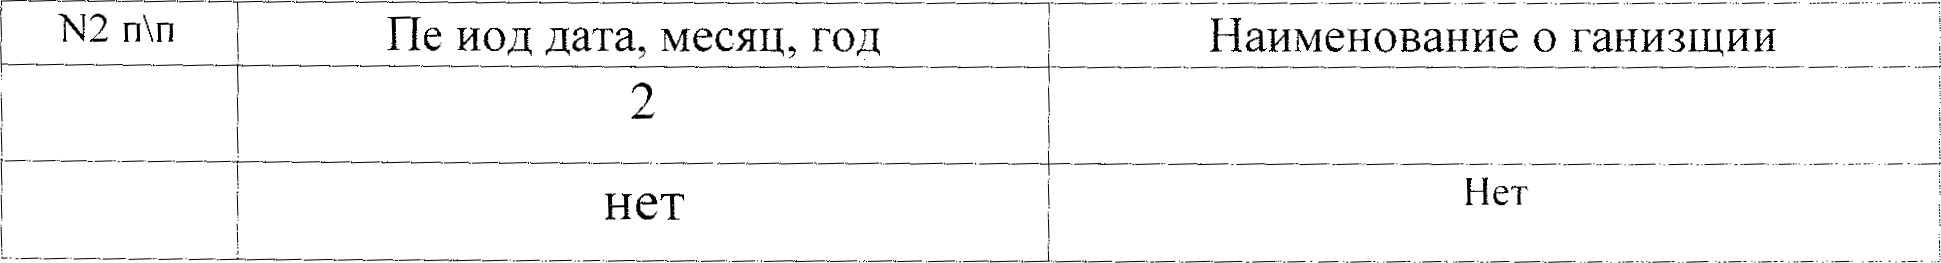 N2 п\п
Пе иод дата, месяц, год
Наименование о ганизщии
2
нет
Нет